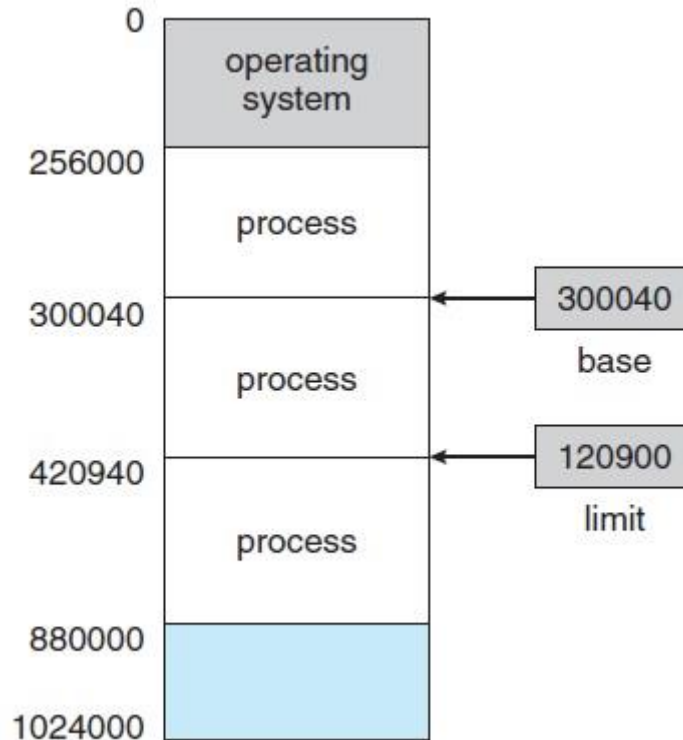 0
operating
system
256000
process
300040
300040
base
process
420940
120900
limit
process
880000
1024000